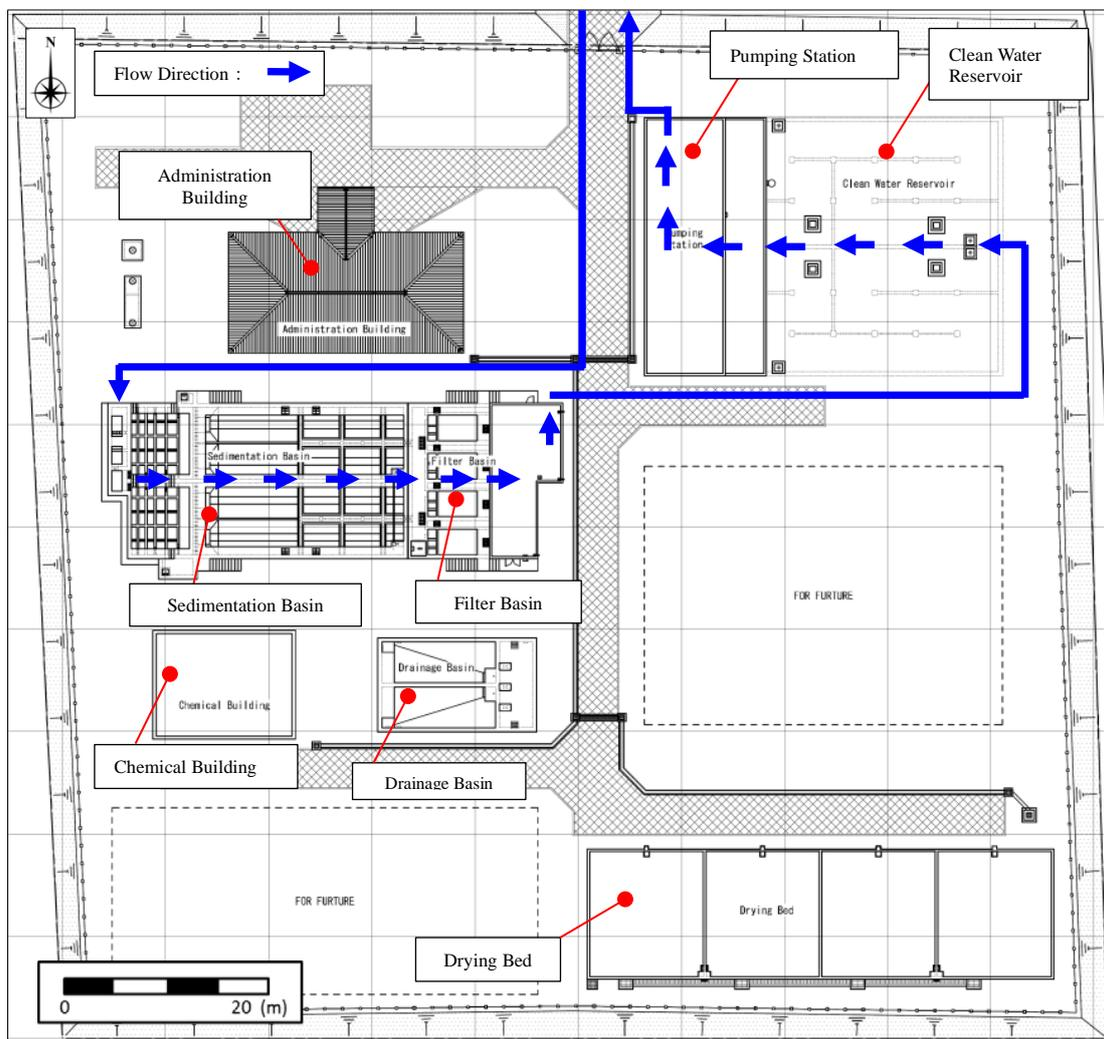 N
Flow Direction :
Pumping Station
Clean Water
Reservoir
Administration
Building
Clean Water Reservoir
Pumping
Station
Administration Building
Sedimentation Basin
Filter Basin
Sedimentation Basin
Filter Basin
FOR FURTURE
Drainage Basin
Chemical Building
Chemical Building
Drainage Basin
FOR FURTURE
Drying Bed
Drying Bed
0 20 (m)